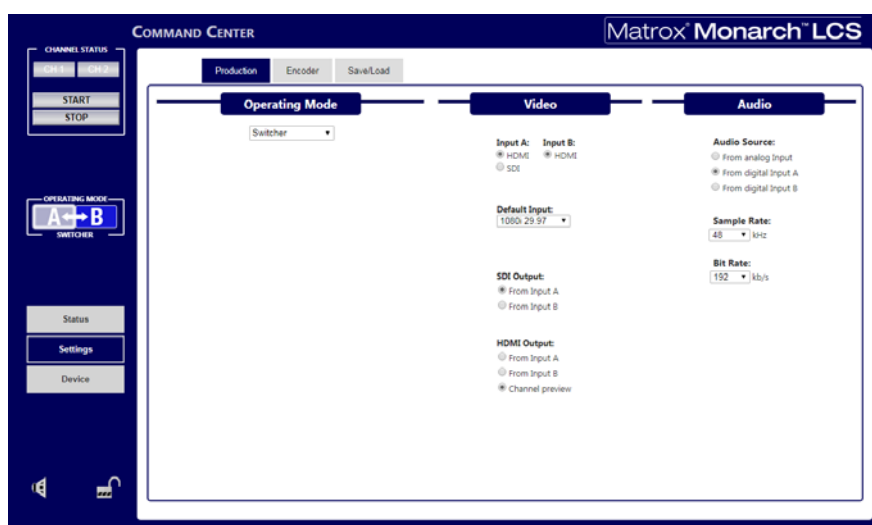 COMMAND CENTER
Matrox® Monarch™ LCS
CHANNEL STATUS
CH-1 CH-2
START
STOP
OPERATING MODE
A B
SWITCHER
Status
Settings
Device
Production Encoder Save/Load
Operating Mode
Switcher
Video
Input A: Input B:
HDMI HDMI
SDI
Default Input:
1080i 29.97
SDI Output:
From Input A
From Input B
HDMI Output:
From Input A
From Input B
Channel preview
Audio
Audio Source:
From analog Input
From digital Input A
From digital Input B
Sample Rate:
48 kHz
Bit Rate:
192 kb/s